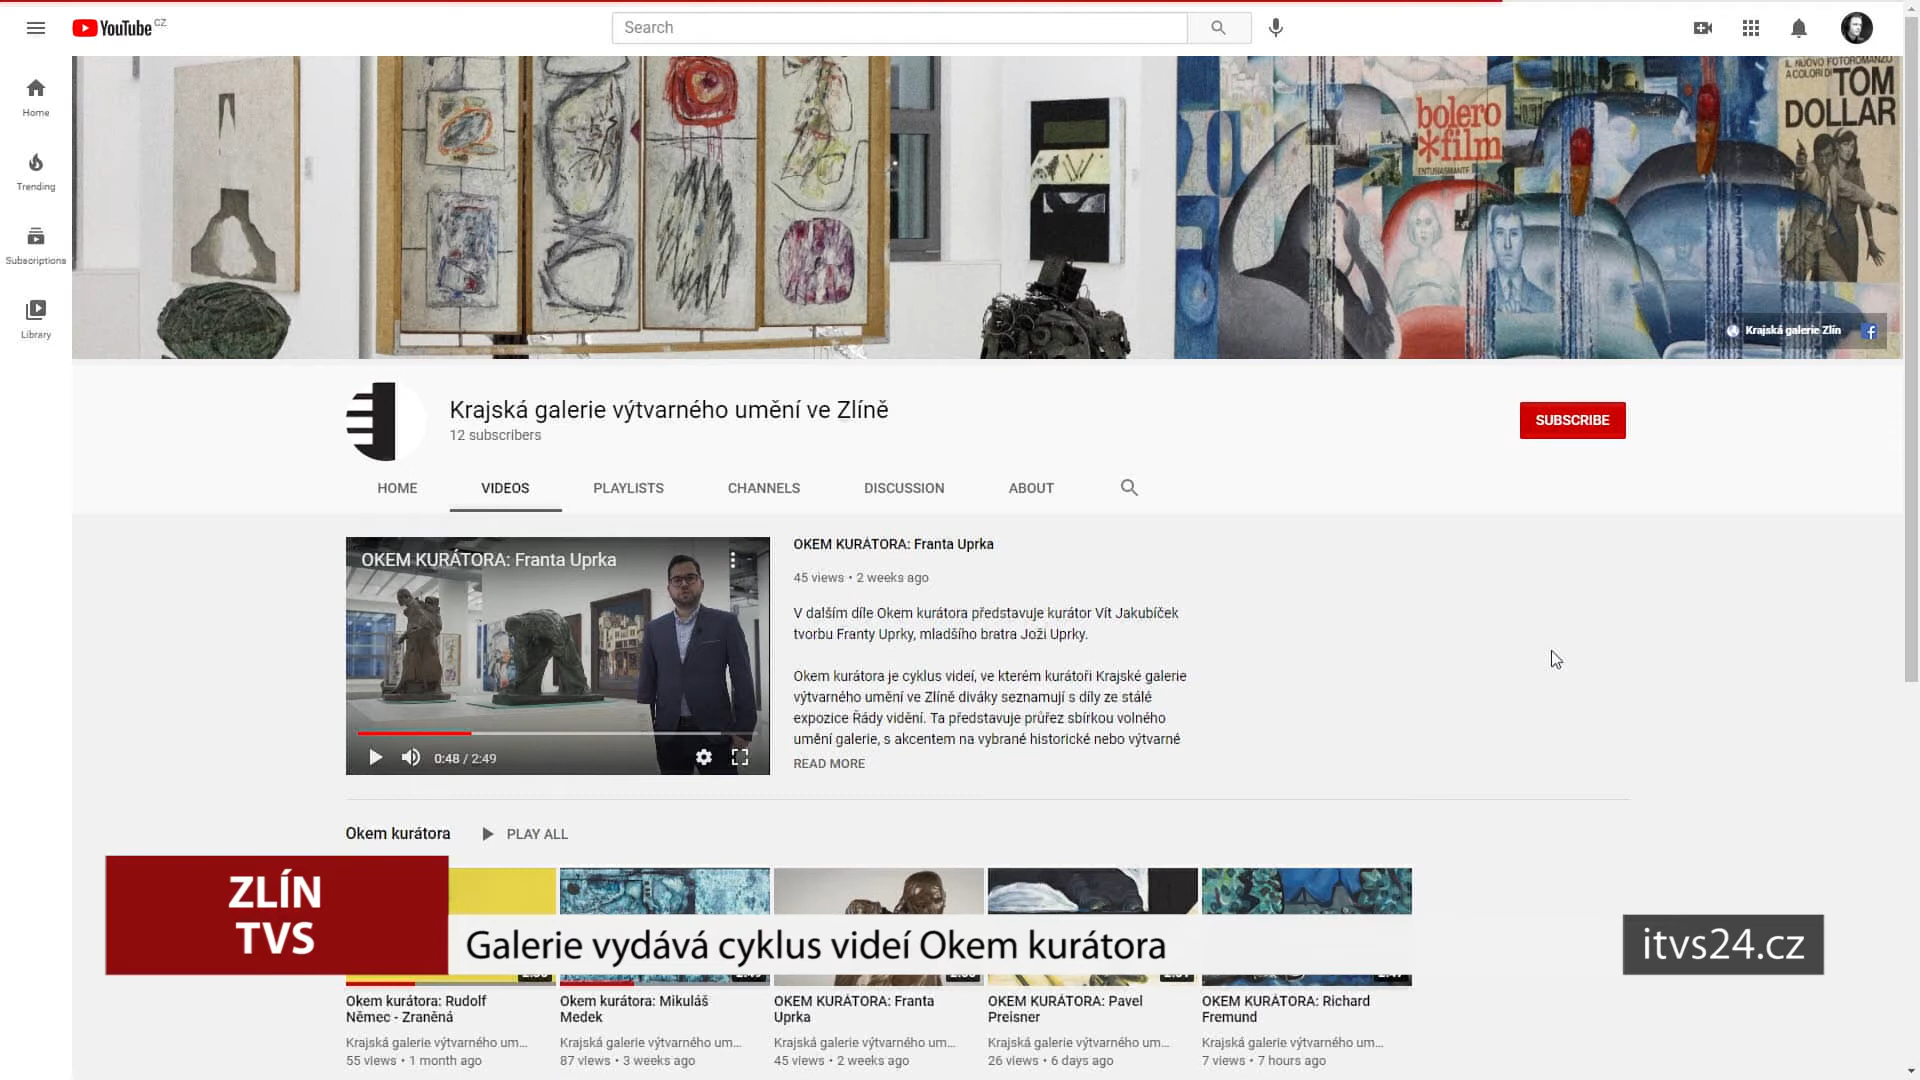 YouTube CZ
Search
Home
Trending
Subscriptions
Library
IL NUOVO FOTOROMANZO
A COLORI DI TOM
DOLLAR
bolero
*film
Krajská galerie Zlín
Krajská galerie výtvarného umění ve Zlíně
12 subscribers
SUBSCRIBE
HOME
VIDEOS
PLAYLISTS
CHANNELS
DISCUSSION
ABOUT
OKEM KURÁTORA: Franta Uprka
0:48 / 2:49
OKEM KURÁTORA: Franta Uprka
45 views • 2 weeks ago
V dalším díle Okem kurátora představuje kurátor Vít Jakubíček
tvorbu Franty Uprky, mladšího bratra Joži Uprky.
Okem kurátora je cyklus videí, ve kterém kurátoři Krajské galerie
výtvarného umění ve Zlíně diváky seznamují s díly ze stálé
expozice Řády vidění. Ta představuje průřez sbírkou volného
umění galerie, s akcentem na vybrané historické nebo výtvarné
READ MORE
Okem kurátora
PLAY ALL
ZLÍN
TVS
Galerie vydává cyklus videí Okem kurátora
itvs24.cz
Okem kurátora: Rudolf
Němec - Zraněná
Krajská galerie výtvarného um...
55 views • 1 month ago
Okem kurátora: Mikuláš
Medek
Krajská galerie výtvarného um...
87 views • 3 weeks ago
OKEM KURÁTORA: Franta
Uprka
Krajská galerie výtvarného um...
45 views • 2 weeks ago
OKEM KURÁTORA: Pavel
Preisner
Krajská galerie výtvarného um...
26 views • 6 days ago
OKEM KURÁTORA: Richard
Fremund
Krajská galerie výtvarného um...
7 views • 7 hours ago